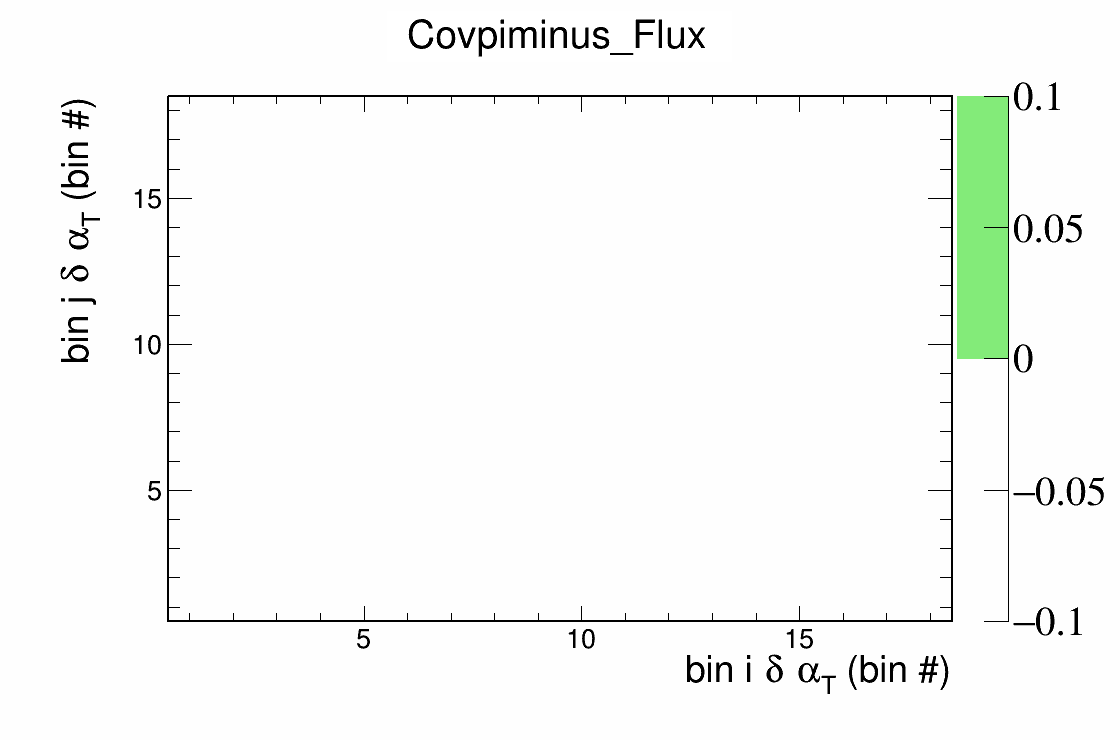 Covpiminus_Flux
bin j δ α_T (bin #)
15
10
5
5 10 15
bin i δ α_T (bin #)
0.1
0.05
0
−0.05
−0.1